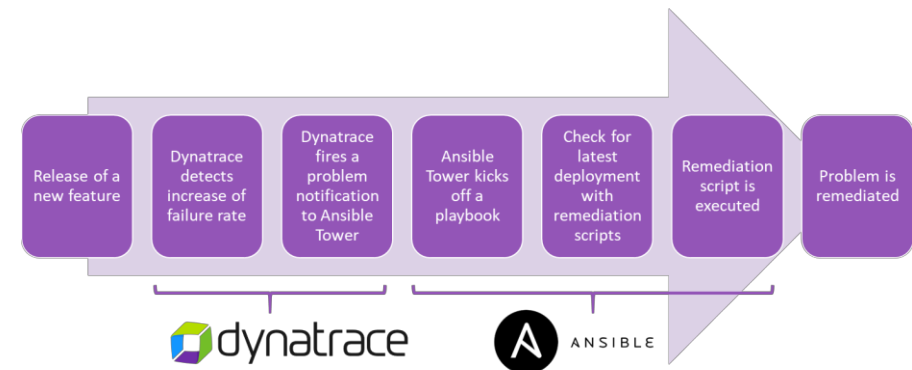 Release of a
new feature
Dynatrace
detects
increase of
failure rate
Dynatrace
fires a
problem
notification
to Ansible
Tower
Ansible
Tower kicks
off a
playbook
Check for
latest
deployment
with
remediation
scripts
Remediation
script is
executed
Problem is
remediated
dynatrace
A
ANSIBLE